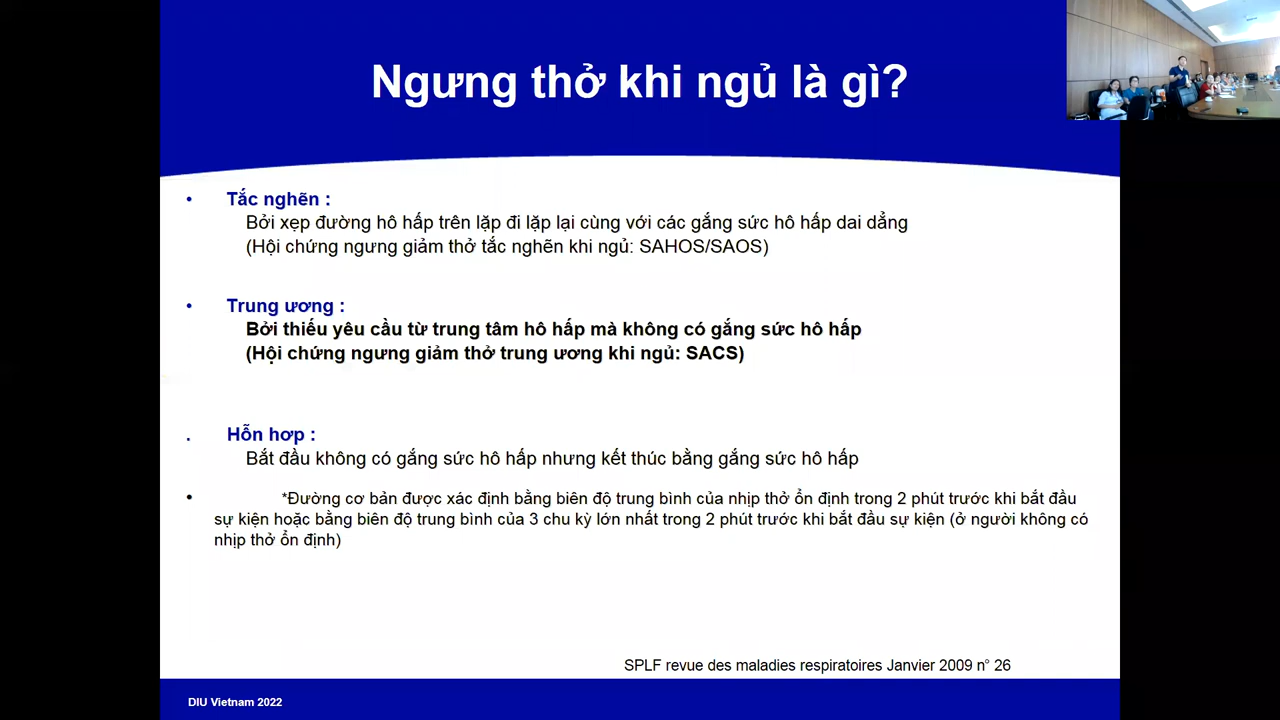 Ngưng thở khi ngủ là gì?
• Tắc nghẽn :
Bởi xẹp đường hô hấp trên lặp đi lặp lại cùng với các gắng sức hô hấp dai dẳng
(Hội chứng ngưng giảm thở tắc nghẽn khi ngủ: SAHOS/SAOS)
• Trung ương :
Bởi thiếu yêu cầu từ trung tâm hô hấp mà không có gắng sức hô hấp
(Hội chứng ngưng giảm thở trung ương khi ngủ: SACS)
. Hỗn hơp :
Bắt đầu không có gắng sức hô hấp nhưng kết thúc bằng gắng sức hô hấp
• *Đường cơ bản được xác định bằng biên độ trung bình của nhịp thở ổn định trong 2 phút trước khi bắt đầu
sự kiện hoặc bằng biên độ trung bình của 3 chu kỳ lớn nhất trong 2 phút trước khi bắt đầu sự kiện (ở người không có
nhịp thở ổn định)
SPLF revue des maladies respiratoires Janvier 2009 n° 26
DIU Vietnam 2022